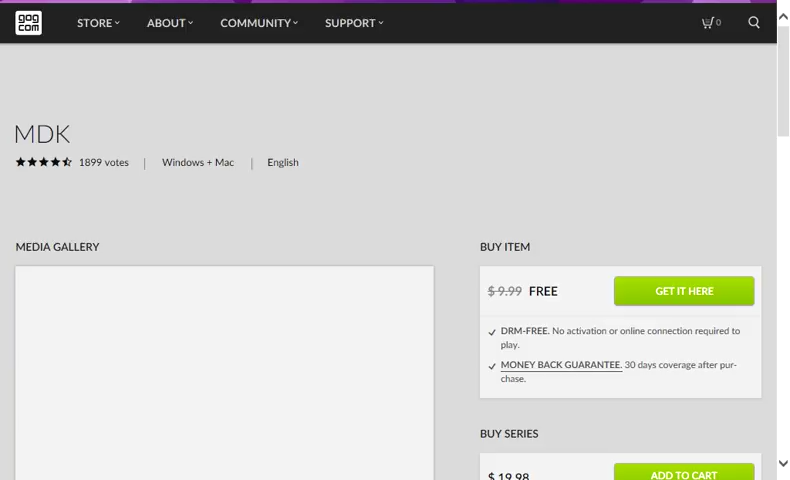 gog
com
STORE
ABOUT
COMMUNITY
SUPPORT
0
MDK
1899 votes | Windows + Mac | English
MEDIA GALLERY
BUY ITEM
$ 9.99 FREE
GET IT HERE
DRM-FREE. No activation or online connection required to
play.
MONEY BACK GUARANTEE. 30 days coverage after pur-
chase.
BUY SERIES
$ 19.98
ADD TO CART